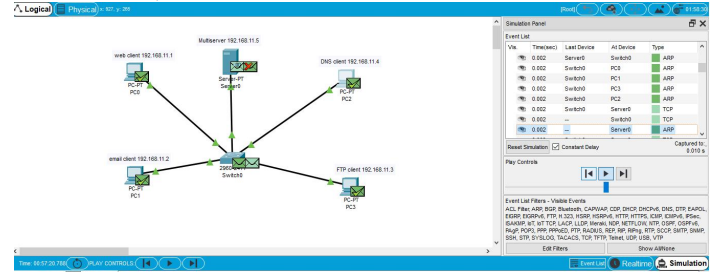 Logical Physical x: 827, y: 255 [Root] 01:58:30
Simulation Panel
Event List
Vis. Time(sec) Last Device At Device Type
0.002 Server0 Switch0 ARP
0.002 Switch0 PC0 ARP
0.002 Switch0 PC1 ARP
0.002 Switch0 PC3 ARP
0.002 Switch0 PC2 ARP
0.002 Switch0 Server0 TCP
0.002 -- Switch0 TCP
0.002 -- Server0 ARP
Reset Simulation Constant Delay Captured to:
0.010 s
Play Controls
Event List Filters - Visible Events
ACL Filter, ARP, BGP, Bluetooth, CAPWAP, CDP, DHCP, DHCPv6, DNS, DTP, EAPOL,
EIGRP, EIGRPv6, FTP, H.323, HSRP, HSRPv6, HTTP, HTTPS, ICMP, ICMPv6, IPSec,
ISAKMP, IoT, IoT TCP, LACP, LLDP, Meraki, NDP, NETFLOW, NTP, OSPF, OSPFv6,
PAgP, POP3, PPP, PPPoED, PTP, RADIUS, REP, RIP, RIPng, RTP, SCCP, SMTP, SNMP,
SSH, STP, SYSLOG, TACACS, TCP, TFTP, Telnet, UDP, USB, VTP
Edit Filters Show All/None
Multiserver 192.168.11.5
web client 192.168.11.1
DNS client 192.168.11.4
PC-PT
PC0
Server-PT
Server0
PC-PT
PC2
email client 192.168.11.2
FTP client 192.168.11.3
Switch0
PC-PT
PC1
PC-PT
PC3
Time: 00:57:20.788 PLAY CONTROLS: Event List Realtime Simulation